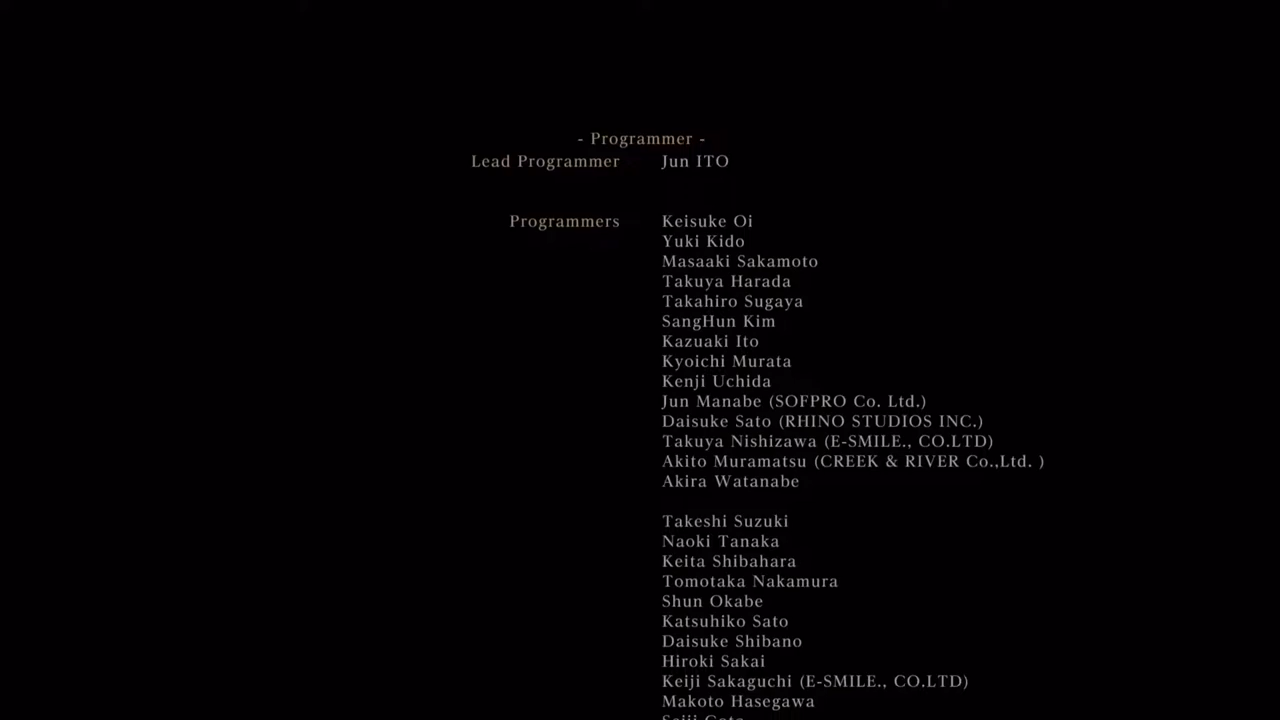 - Programmer -
Lead Programmer Jun ITO
Programmers Keisuke Oi
Yuki Kido
Masaaki Sakamoto
Takuya Harada
Takahiro Sugaya
SangHun Kim
Kazuaki Ito
Kyoichi Murata
Kenji Uchida
Jun Manabe (SOFPRO Co. Ltd.)
Daisuke Sato (RHINO STUDIOS INC.)
Takuya Nishizawa (E-SMILE., CO.LTD)
Akito Muramatsu (CREEK & RIVER Co.,Ltd. )
Akira Watanabe
Takeshi Suzuki
Naoki Tanaka
Keita Shibahara
Tomotaka Nakamura
Shun Okabe
Katsuhiko Sato
Daisuke Shibano
Hiroki Sakai
Keiji Sakaguchi (E-SMILE., CO.LTD)
Makoto Hasegawa